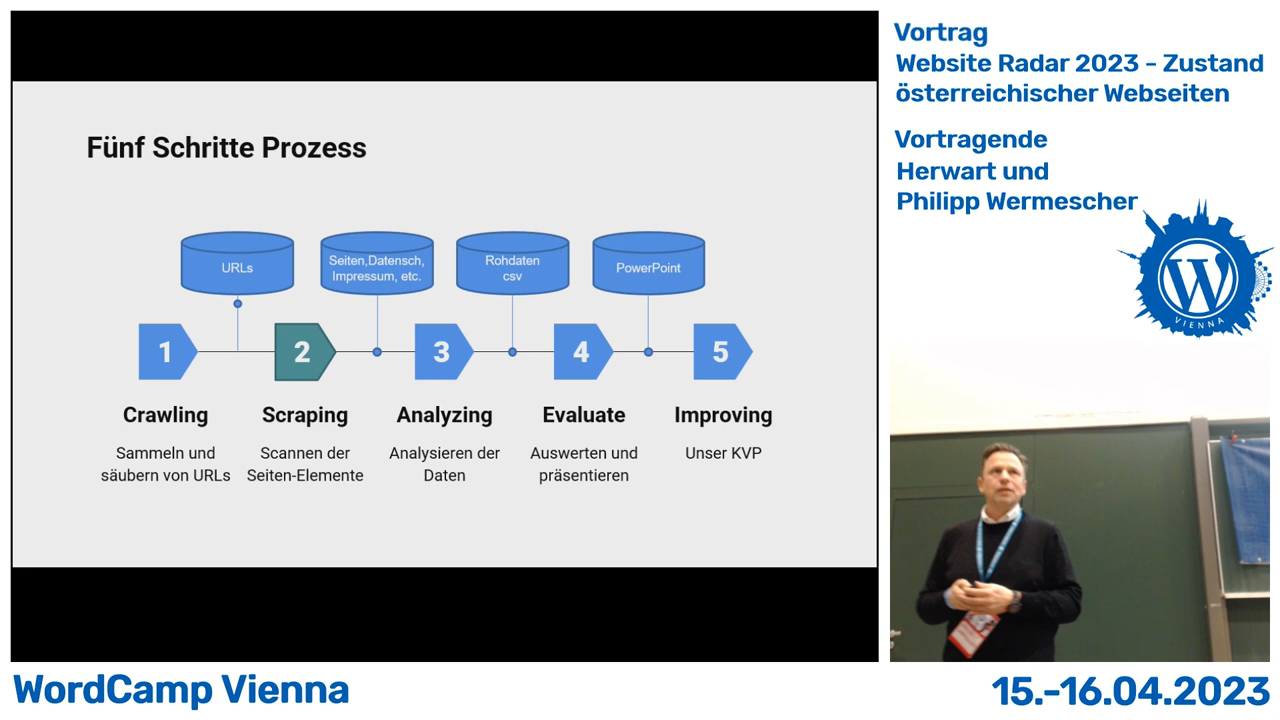 Fünf Schritte Prozess
URLs
Seiten,Datensch,
Impressum, etc.
Rohdaten
csv
PowerPoint
1
2
3
4
5
Crawling
Scraping
Analyzing
Evaluate
Improving
Sammeln und
säubern von URLs
Scannen der
Seiten-Elemente
Analysieren der
Daten
Auswerten und
präsentieren
Unser KVP
Vortrag
Website Radar 2023 - Zustand
österreichischer Webseiten
Vortragende
Herwart und
Philipp Wermescher
W
VIENNA
WordCamp Vienna
15.-16.04.2023